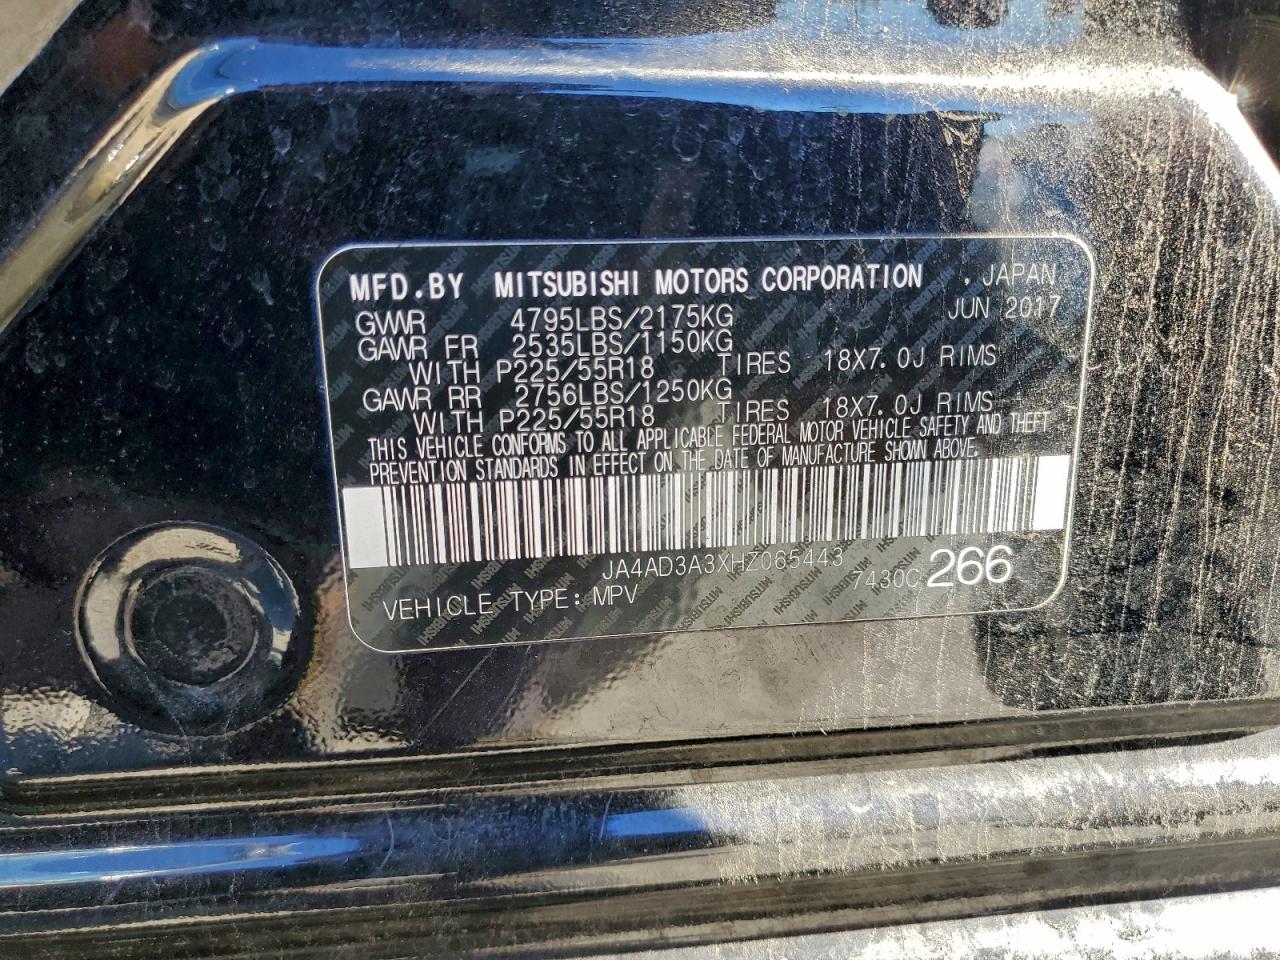 MFD.BY MITSUBISHI MOTORS CORPORATION , JAPAN
GVWR 4795LBS/2175KG JUN 2017
GAWR FR 2535LBS/1150KG
WITH P225/55R18 TIRES 18X7.0J RIMS
GAWR RR 2756LBS/1250KG
WITH P225/55R18 TIRES 18X7.0J RIMS
THIS VEHICLE CONFORMS TO ALL APPLICABLE FEDERAL MOTOR VEHICLE SAFETY AND THEFT
PREVENTION STANDARDS IN EFFECT ON THE DATE OF MANUFACTURE SHOWN ABOVE.
JA4AD3A3XHZ065443
VEHICLE TYPE: MPV 7430C 266